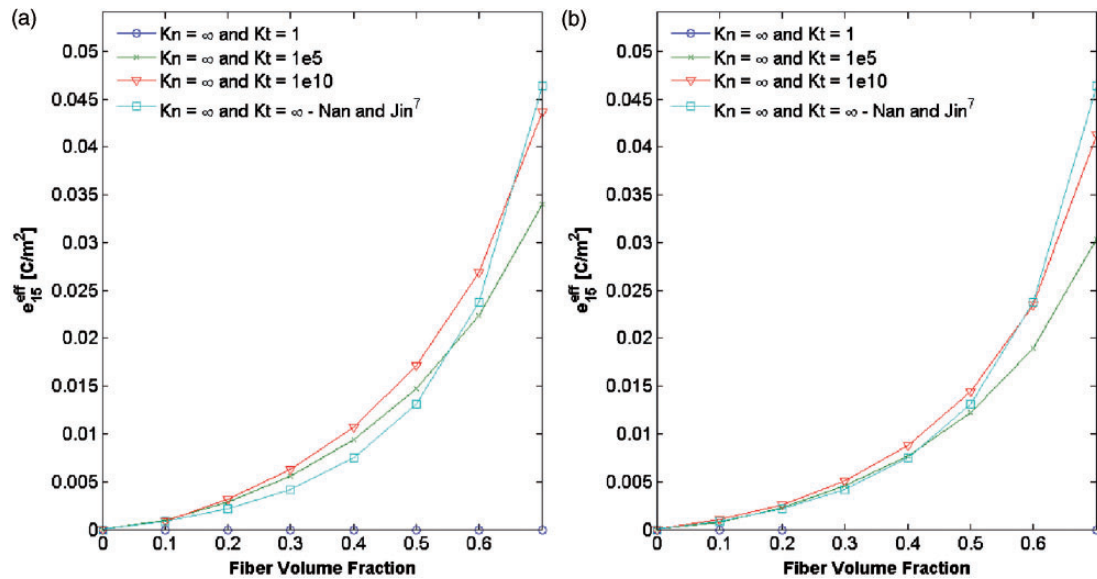 (a)
Kn = ∞ and Kt = 1
Kn = ∞ and Kt = 1e5
Kn = ∞ and Kt = 1e10
Kn = ∞ and Kt = ∞ - Nan and Jin⁷
0.05
0.045
0.04
0.035
0.03
0.025
0.02
0.015
0.01
0.005
0
e₁₅ᵉᶠᶠ [C/m²]
0 0.1 0.2 0.3 0.4 0.5 0.6
Fiber Volume Fraction
(b)
Kn = ∞ and Kt = 1
Kn = ∞ and Kt = 1e5
Kn = ∞ and Kt = 1e10
Kn = ∞ and Kt = ∞ - Nan and Jin⁷
0.05
0.045
0.04
0.035
0.03
0.025
0.02
0.015
0.01
0.005
0
e₁₅ᵉᶠᶠ [C/m²]
0 0.1 0.2 0.3 0.4 0.5 0.6
Fiber Volume Fraction